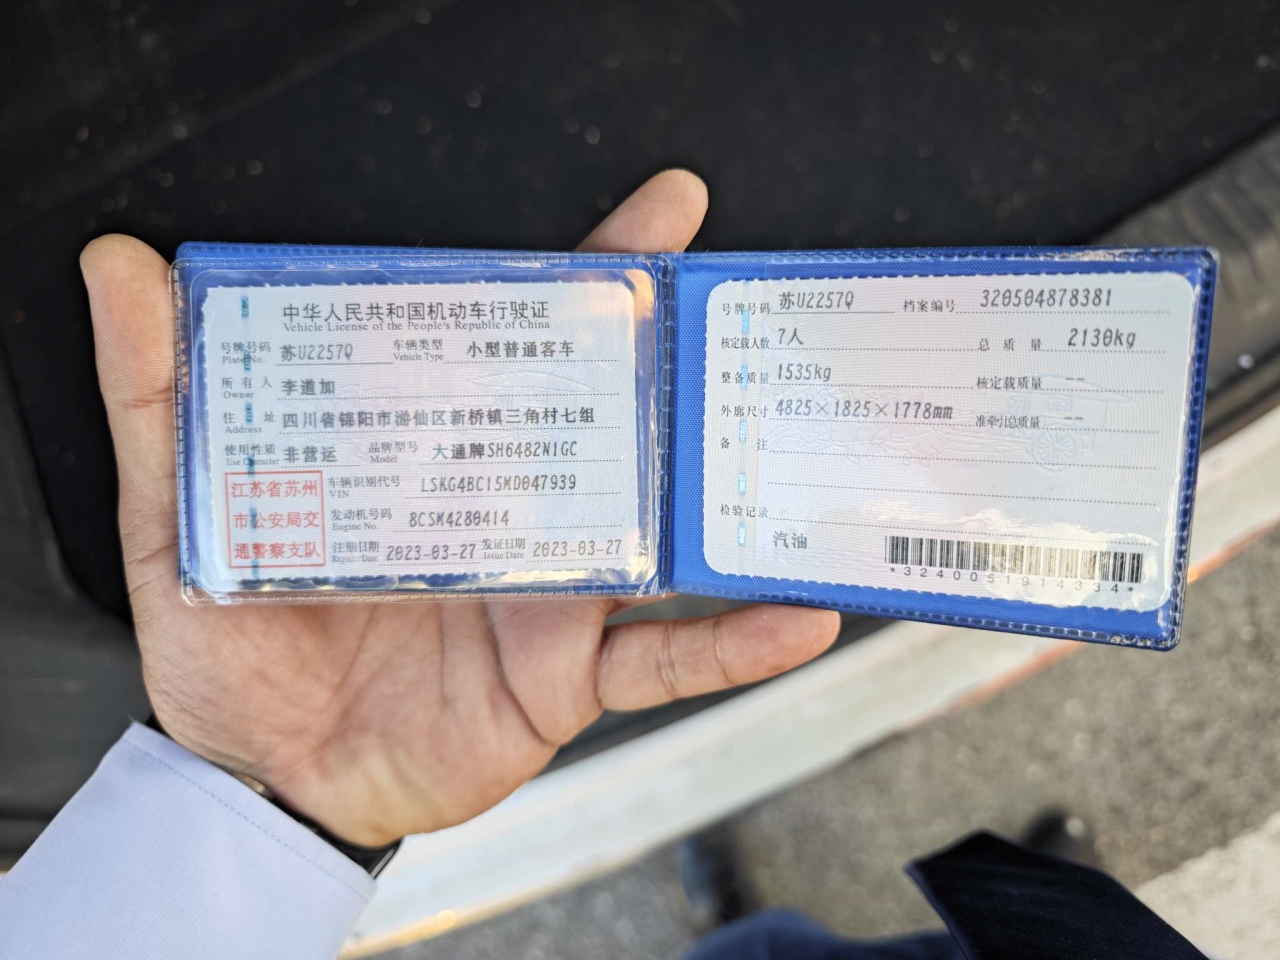 中华人民共和国机动车行驶证
Vehicle License of the People's Republic of China
号牌号码 苏U2257Q 车辆类型 小型普通客车
Plate No. Vehicle Type
所有人 李道加
Owner
住址 四川省锦阳市游仙区新桥镇三角村七组
Address
使用性质 非营运 品牌型号 大通牌SH6482N1GC
Use Character Model
江苏省苏州
市公安局交
通警察支队
车辆识别代号 LSKG4BC15MD047939
VIN
发动机号码 8CSM4280414
Engine No.
注册日期 2023-03-27 发证日期 2023-03-27
Register Date Issue Date
号牌号码 苏U2257Q 档案编号 320504878381
核定载人数 7人 总质量 2130kg
整备质量 1535kg 核定载质量 --
外廓尺寸 4825×1825×1778mm 准牵引总质量 --
备注
检验记录
汽油
*3240051914334*